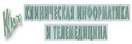 КЛИНИЧЕСКАЯ ИНФОРМАТИКА
И ТЕЛЕМЕДИЦИНА